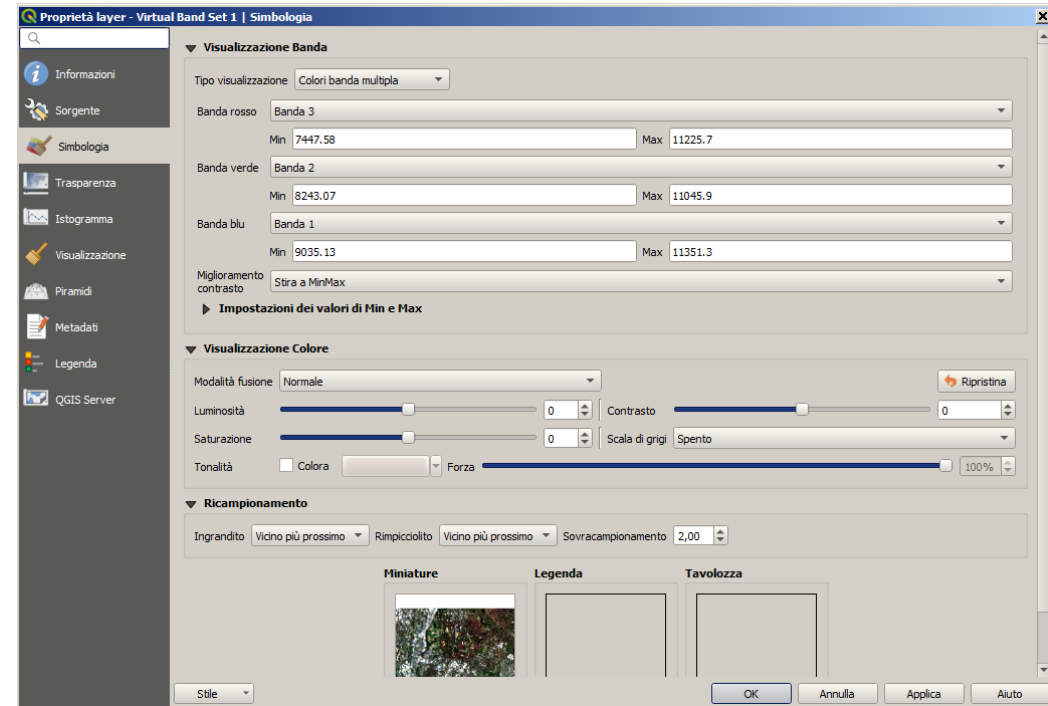 Proprietà layer - Virtual Band Set 1 | Simbologia
Informazioni
Sorgente
Simbologia
Trasparenza
Istogramma
Visualizzazione
Piramidi
Metadati
Legenda
QGIS Server
Visualizzazione Banda
Tipo visualizzazione Colori banda multipla
Banda rosso Banda 3
Min 7447.58 Max 11225.7
Banda verde Banda 2
Min 8243.07 Max 11045.9
Banda blu Banda 1
Min 9035.13 Max 11351.3
Miglioramento
contrasto Stira a MinMax
Impostazioni dei valori di Min e Max
Visualizzazione Colore
Modalità fusione Normale Ripristina
Luminosità 0 Contrasto 0
Saturazione 0 Scala di grigi Spento
Tonalità Colora Forza 100%
Ricampionamento
Ingrandito Vicino più prossimo Rimpicciolito Vicino più prossimo Sovracampionamento 2,00
Miniature Legenda Tavolozza
Stile OK Annulla Applica Aiuto